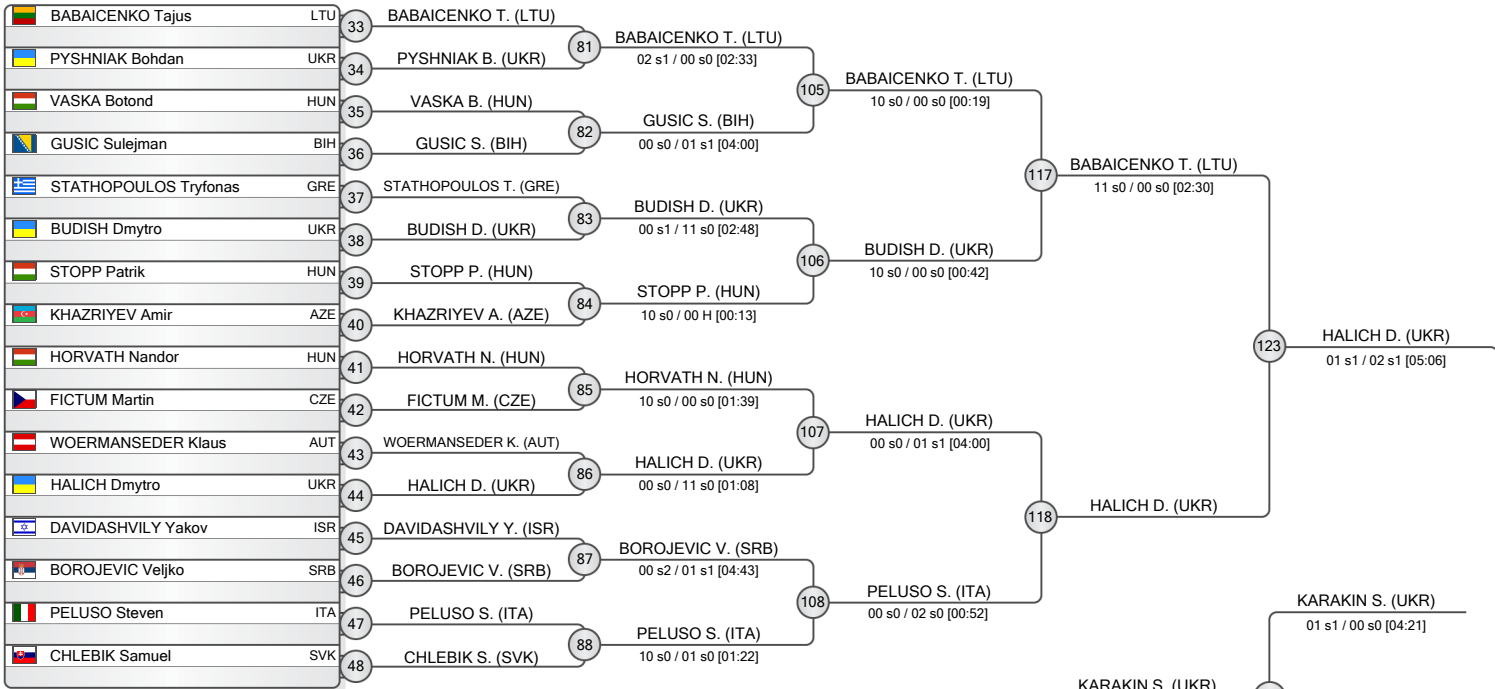 BABAICENKO Tajus LTU
PYSHNIAK Bohdan UKR
VASKA Botond HUN
GUSIC Sulejman BIH
STATHOPOULOS Tryfonas GRE
BUDISH Dmytro UKR
STOPP Patrik HUN
KHAZRIYEV Amir AZE
HORVATH Nandor HUN
FICTUM Martin CZE
WOERMANSEDER Klaus AUT
HALICH Dmytro UKR
DAVIDASHVILY Yakov ISR
BOROJEVIC Veljko SRB
PELUSO Steven ITA
CHLEBIK Samuel SVK
33
34
35
36
37
38
39
40
41
42
43
44
45
46
47
48
BABAICENKO T. (LTU)
PYSHNIAK B. (UKR)
VASKA B. (HUN)
GUSIC S. (BIH)
STATHOPOULOS T. (GRE)
BUDISH D. (UKR)
STOPP P. (HUN)
KHAZRIYEV A. (AZE)
HORVATH N. (HUN)
FICTUM M. (CZE)
WOERMANSEDER K. (AUT)
HALICH D. (UKR)
DAVIDASHVILY Y. (ISR)
BOROJEVIC V. (SRB)
PELUSO S. (ITA)
CHLEBIK S. (SVK)
81
82
83
84
85
86
87
88
BABAICENKO T. (LTU)
02 s1 / 00 s0 [02:33]
GUSIC S. (BIH)
00 s0 / 01 s1 [04:00]
BUDISH D. (UKR)
00 s1 / 11 s0 [02:48]
STOPP P. (HUN)
10 s0 / 00 H [00:13]
HORVATH N. (HUN)
10 s0 / 00 s0 [01:39]
HALICH D. (UKR)
00 s0 / 11 s0 [01:08]
BOROJEVIC V. (SRB)
00 s2 / 01 s1 [04:43]
PELUSO S. (ITA)
10 s0 / 01 s0 [01:22]
105
106
107
108
BABAICENKO T. (LTU)
10 s0 / 00 s0 [00:19]
BUDISH D. (UKR)
10 s0 / 00 s0 [00:42]
HALICH D. (UKR)
00 s0 / 01 s1 [04:00]
PELUSO S. (ITA)
00 s0 / 02 s0 [00:52]
117
118
BABAICENKO T. (LTU)
11 s0 / 00 s0 [02:30]
HALICH D. (UKR)
123
HALICH D. (UKR)
01 s1 / 02 s1 [05:06]
KARAKIN S. (UKR)
01 s1 / 00 s0 [04:21]
KARAKIN S. (UKR)